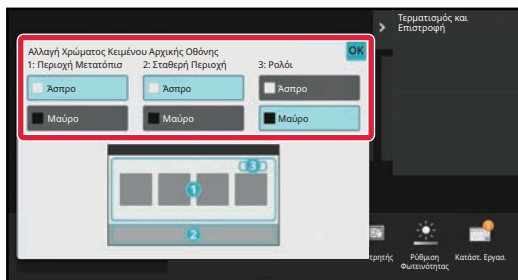 Τερματισμός και
Επιστροφή
Αλλαγή Χρώματος Κειμένου Αρχικής Οθόνης
OK
1: Περιοχή Μετατόπισ
2: Σταθερή Περιοχή
3: Ρολόι
Άσπρο
Άσπρο
Άσπρο
Μαύρο
Μαύρο
Μαύρο
3
1
2
Ρύθμιση
Φωτεινότητας
Κατάστ. Εργασ.